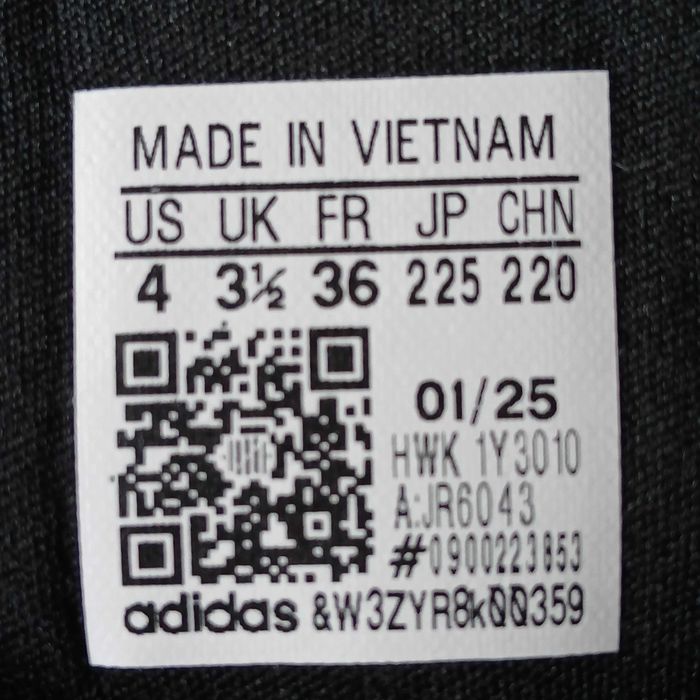 MADE IN VIETNAM
US UK FR JP CHN
4 3½ 36 225 220
01/25
HWK 1Y3010
A:JR6043
#0900223853
adidas &W3ZYR8k00359